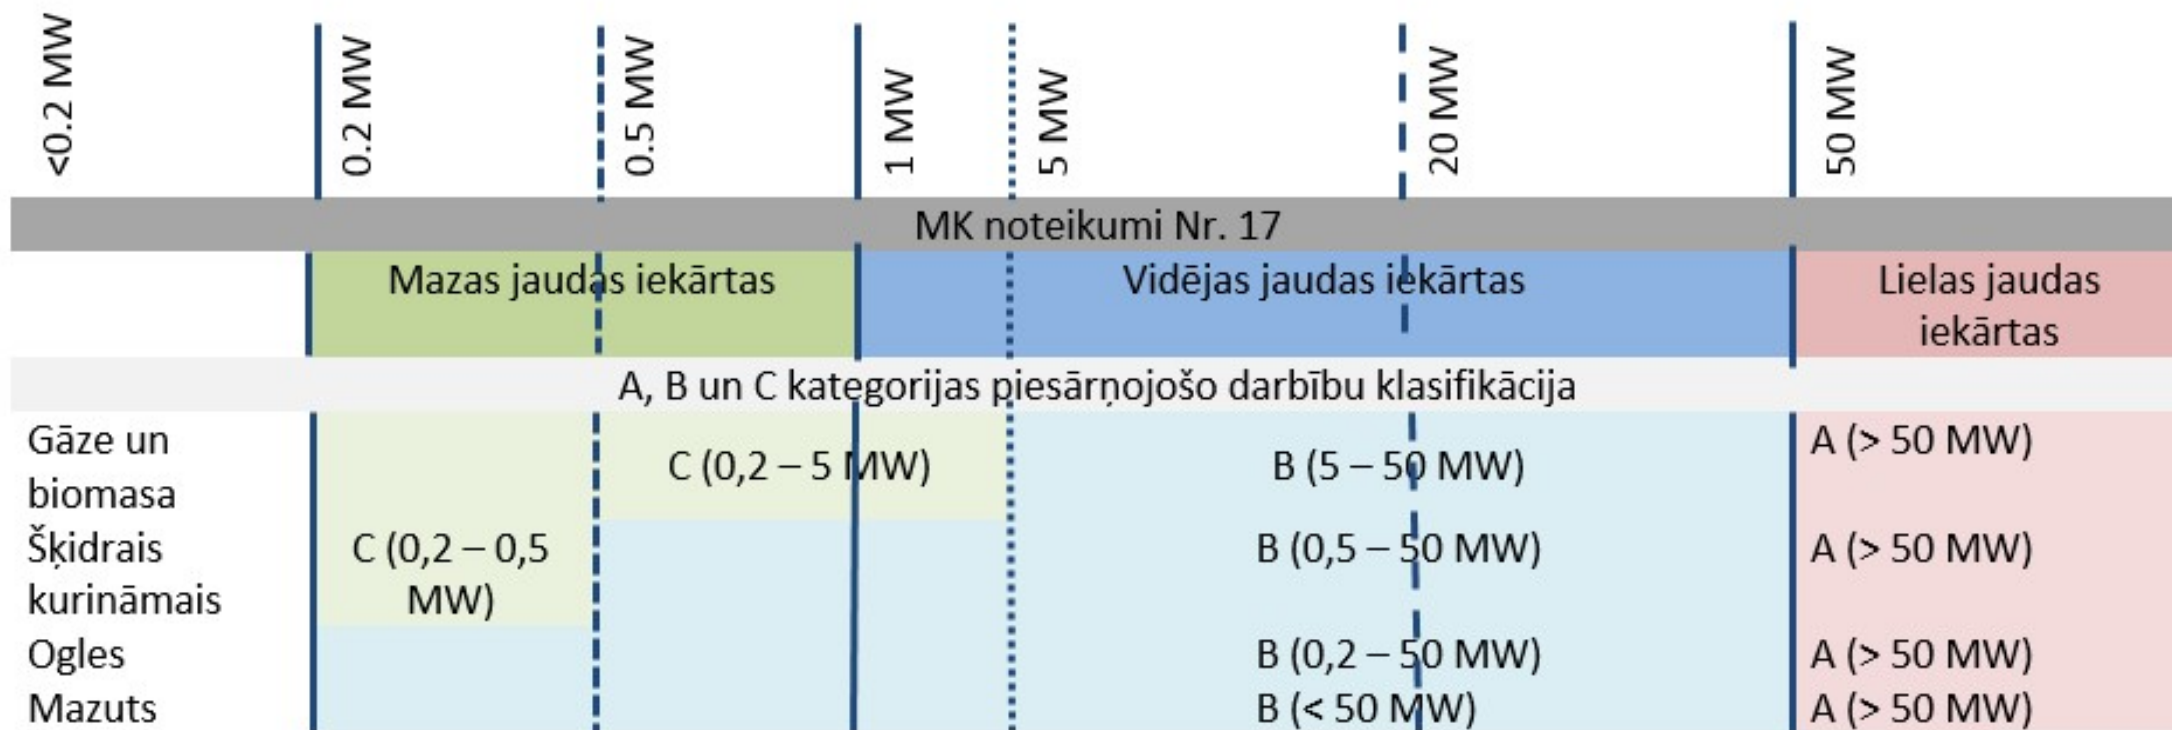 <0.2 MW
0.2 MW
0.5 MW
1 MW
5 MW
20 MW
50 MW
MK noteikumi Nr. 17
Mazas jaudas iekārtas
Vidējas jaudas iekārtas
Lielas jaudas
iekārtas
A, B un C kategorijas piesārņojošo darbību klasifikācija
Gāze un
biomasa
C (0,2 – 5 MW)
B (5 – 50 MW)
A (> 50 MW)
Šķidrais
kurināmais
C (0,2 – 0,5
MW)
B (0,5 – 50 MW)
A (> 50 MW)
Ogles
B (0,2 – 50 MW)
A (> 50 MW)
Mazuts
B (< 50 MW)
A (> 50 MW)